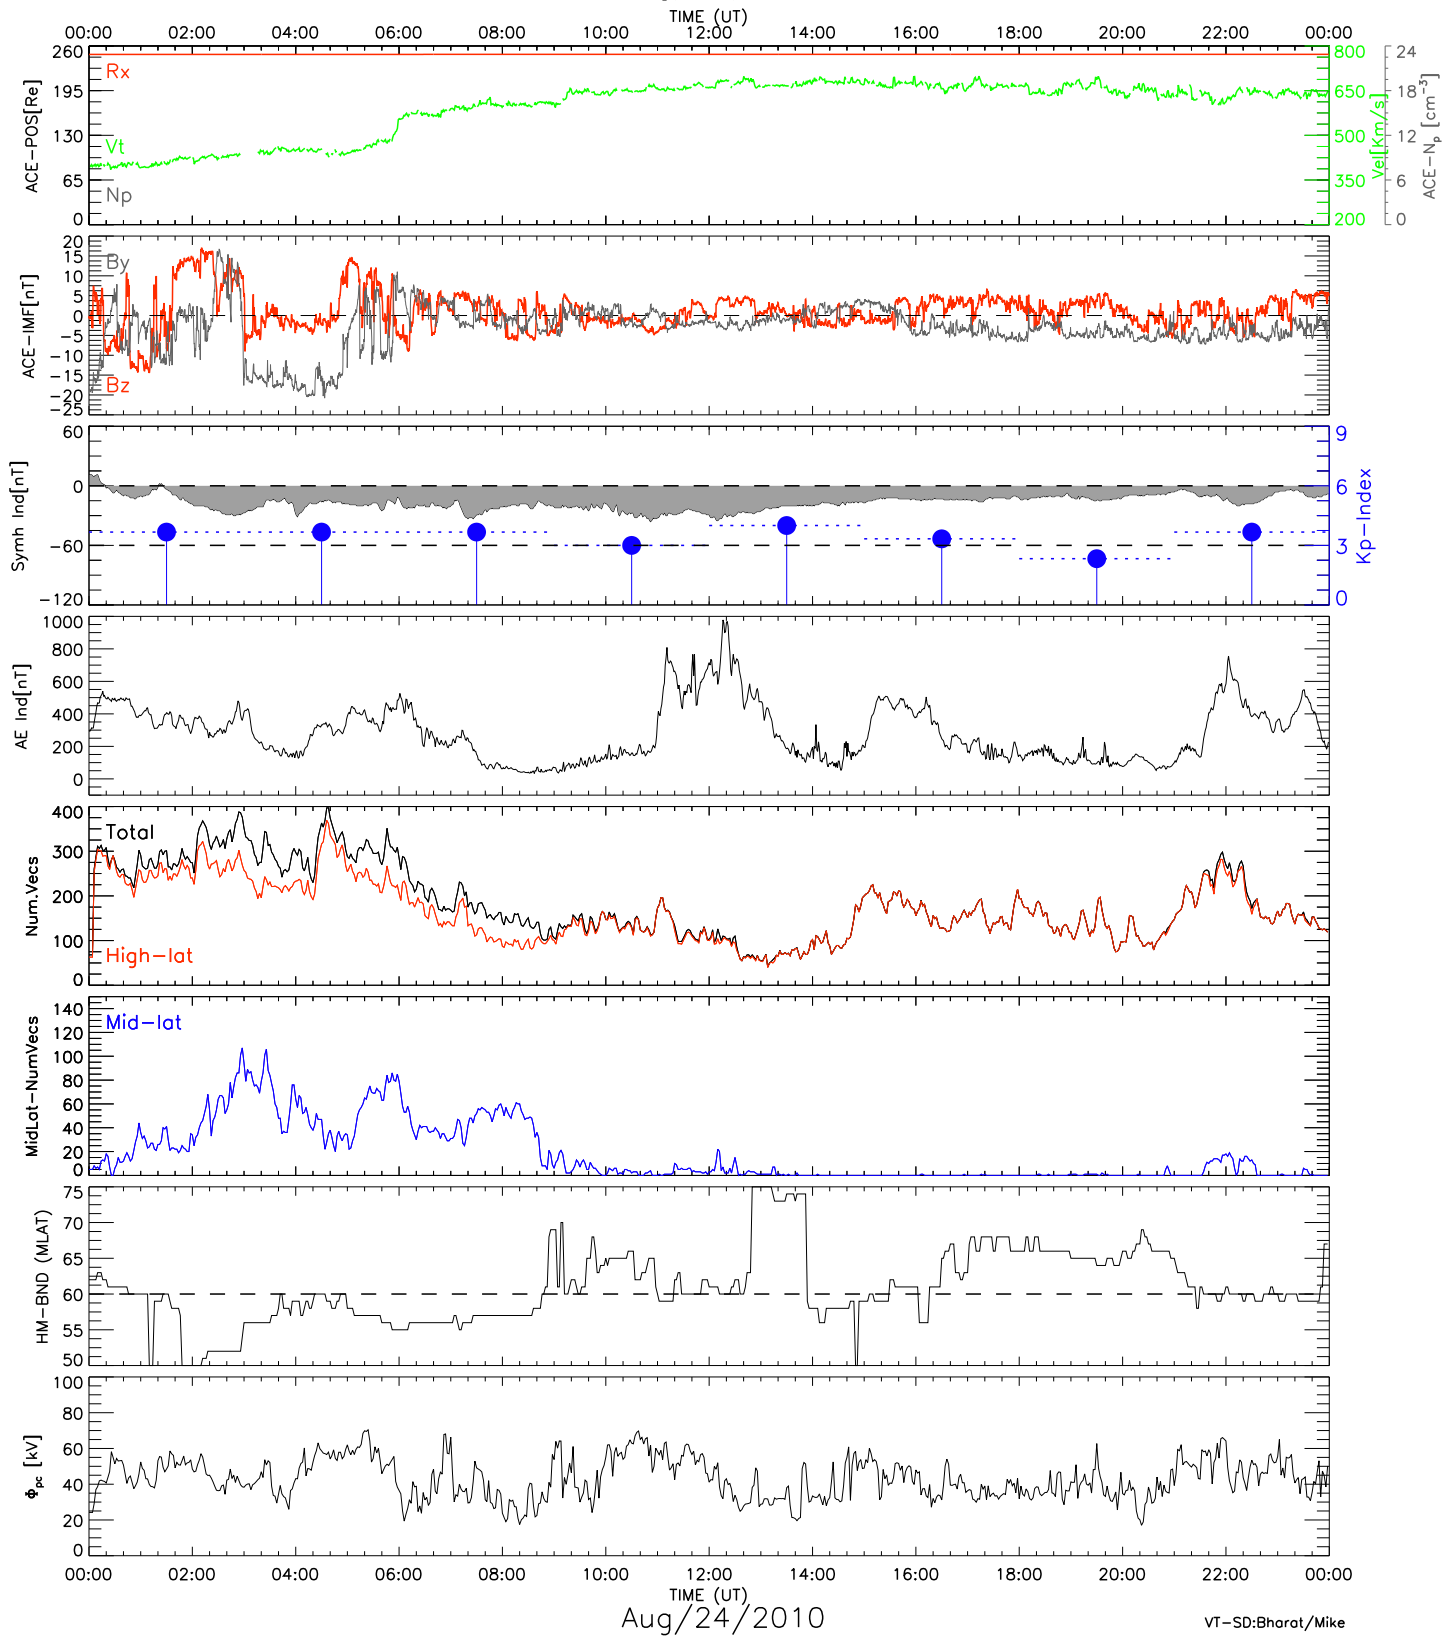 TIME (UT)
00:00 02:00 04:00 06:00 08:00 10:00 12:00 14:00 16:00 18:00 20:00 22:00 00:00
ACE-POS[Re]
260
195
130
65
0
Rx
Vt
Np
800
650
500
350
200
Vel[Km/s]
24
18
12
6
0
ACE-Np [cm-3]
ACE-IMF[nT]
20
15
10
5
0
-5
-10
-15
-20
-25
By
Bz
Symh Ind[nT]
60
0
-60
-120
9
6
3
0
Kp-Index
AE Ind[nT]
1000
800
600
400
200
0
Num.Vecs
400
300
200
100
0
Total
High-lat
MidLat-NumVecs
140
120
100
80
60
40
20
0
Mid-lat
HM-BND (MLAT)
75
70
65
60
55
50
Φpc [kV]
100
80
60
40
20
0
00:00 02:00 04:00 06:00 08:00 10:00 12:00 14:00 16:00 18:00 20:00 22:00 00:00
TIME (UT)
Aug/24/2010
VT-SD:Bharat/Mike